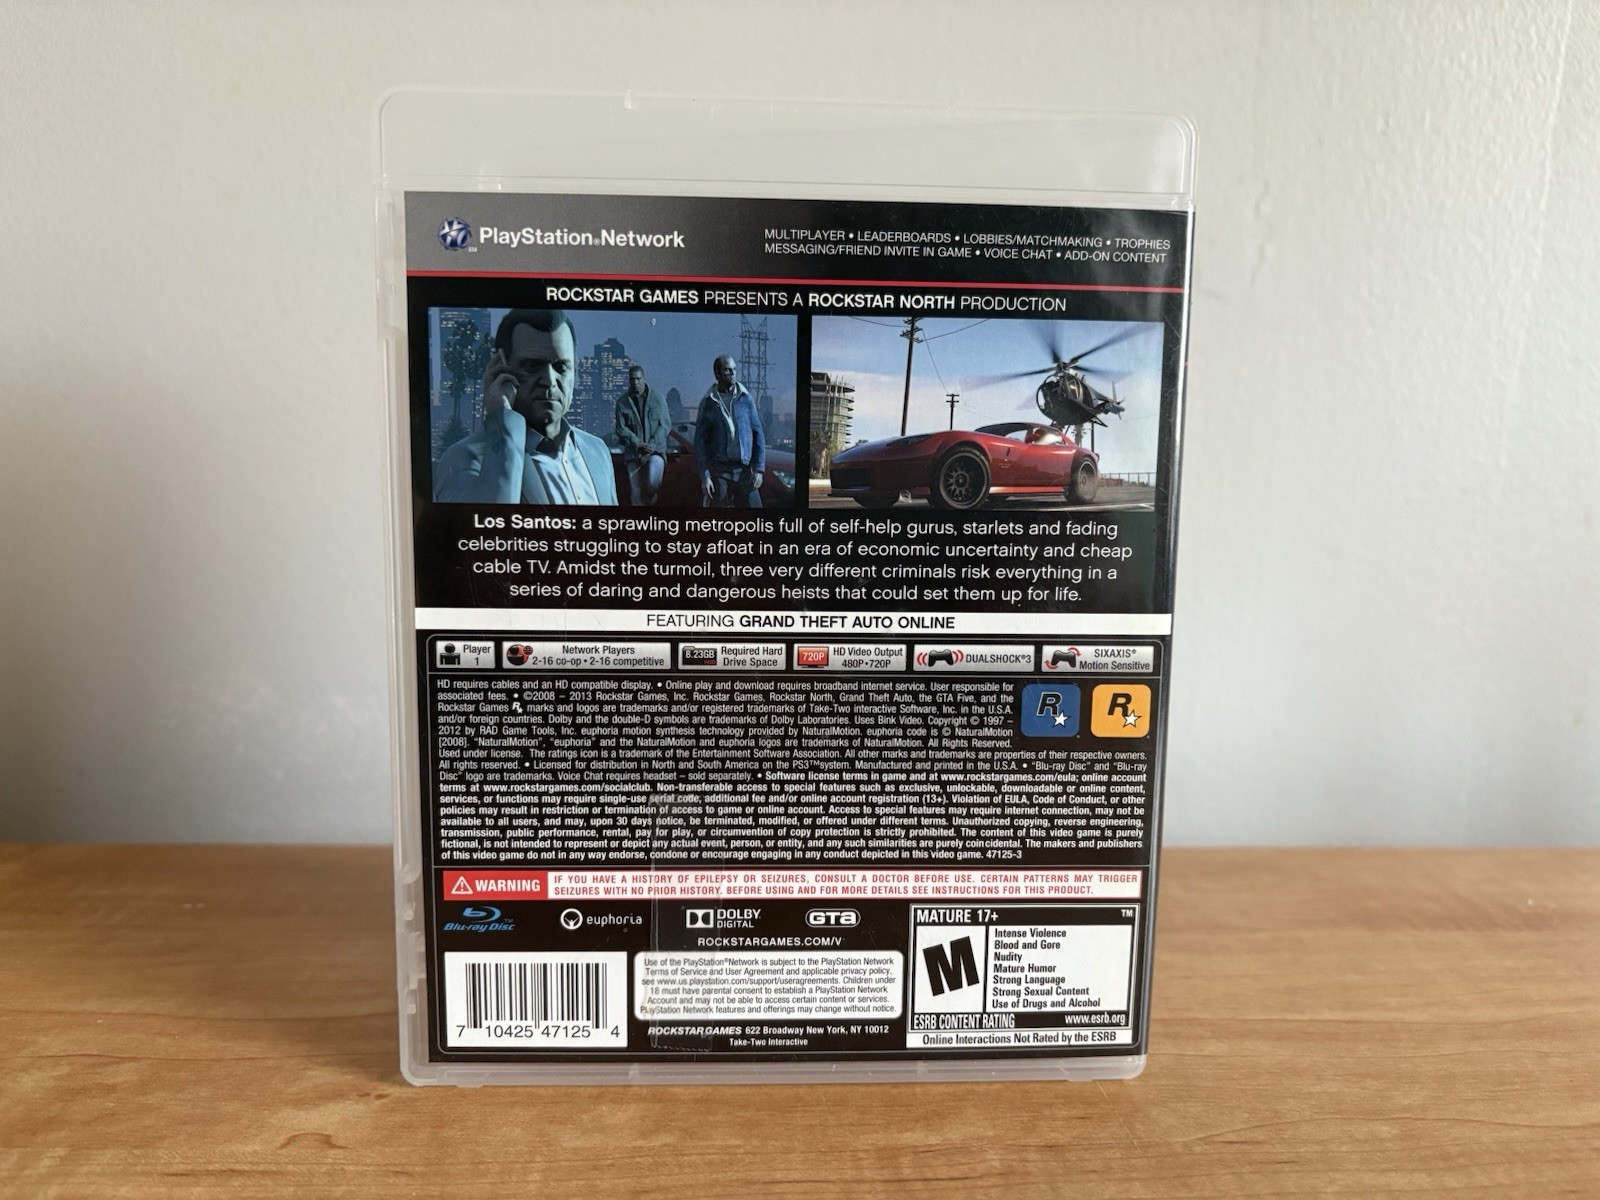 PlayStation®Network
MULTIPLAYER • LEADERBOARDS • LOBBIES/MATCHMAKING • TROPHIES
MESSAGING/FRIEND INVITE IN GAME • VOICE CHAT • ADD-ON CONTENT
ROCKSTAR GAMES PRESENTS A ROCKSTAR NORTH PRODUCTION
Los Santos: a sprawling metropolis full of self-help gurus, starlets and fading
celebrities struggling to stay afloat in an era of economic uncertainty and cheap
cable TV. Amidst the turmoil, three very different criminals risk everything in a
series of daring and dangerous heists that could set them up for life.
FEATURING GRAND THEFT AUTO ONLINE
Player
1
Network Players
2-16 co-op • 2-16 competitive
8.23GB
Required Hard
Drive Space
720P
HD Video Output
480P•720P
DUALSHOCK®3
SIXAXIS®
Motion Sensitive
HD requires cables and an HD compatible display. • Online play and download requires broadband internet service. User responsible for
associated fees. • ©2008 – 2013 Rockstar Games, Inc. Rockstar Games, Rockstar North, Grand Theft Auto, the GTA Five, and the
Rockstar Games R★ marks and logos are trademarks and/or registered trademarks of Take-Two interactive Software, Inc. in the U.S.A.
and/or foreign countries. Dolby and the double-D symbols are trademarks of Dolby Laboratories. Uses Bink Video. Copyright © 1997 –
2012 by RAD Game Tools, Inc. euphoria motion synthesis technology provided by NaturalMotion. euphoria code is © NaturalMotion
[2008]. "NaturalMotion", "euphoria" and the NaturalMotion and euphoria logos are trademarks of NaturalMotion. All Rights Reserved.
Used under license. The ratings icon is a trademark of the Entertainment Software Association. All other marks and trademarks are properties of their respective owners.
All rights reserved. • Licensed for distribution in North and South America on the PS3™system. Manufactured and printed in the U.S.A. • "Blu-ray Disc" and "Blu-ray
Disc" logo are trademarks. Voice Chat requires headset – sold separately. • Software license terms in game and at www.rockstargames.com/eula; online account
terms at www.rockstargames.com/socialclub. Non-transferable access to special features such as exclusive, unlockable, downloadable or online content,
services, or functions may require single-use serial code, additional fee and/or online account registration (13+). Violation of EULA, Code of Conduct, or other
policies may result in restriction or termination of access to game or online account. Access to special features may require internet connection, may not be
available to all users, and may, upon 30 days notice, be terminated, modified, or offered under different terms. Unauthorized copying, reverse engineering,
transmission, public performance, rental, pay for play, or circumvention of copy protection is strictly prohibited. The content of this video game is purely
fictional, is not intended to represent or depict any actual event, person, or entity, and any such similarities are purely coincidental. The makers and publishers
of this video game do not in any way endorse, condone or encourage engaging in any conduct depicted in this video game. 47125-3
R
R
WARNING
IF YOU HAVE A HISTORY OF EPILEPSY OR SEIZURES, CONSULT A DOCTOR BEFORE USE. CERTAIN PATTERNS MAY TRIGGER
SEIZURES WITH NO PRIOR HISTORY. BEFORE USING AND FOR MORE DETAILS SEE INSTRUCTIONS FOR THIS PRODUCT.
Blu-ray Disc™
euphoria
DOLBY
DIGITAL
GTA
ROCKSTARGAMES.COM/V
7 10425 47125 4
Use of the PlayStation®Network is subject to the PlayStation Network
Terms of Service and User Agreement and applicable privacy policy,
see www.us.playstation.com/support/useragreements. Children under
18 must have parental consent to establish a PlayStation Network
Account and may not be able to access certain content or services.
PlayStation Network features and offerings may change without notice.
ROCKSTAR GAMES 622 Broadway New York, NY 10012
Take-Two Interactive
MATURE 17+ ™
M
Intense Violence
Blood and Gore
Nudity
Mature Humor
Strong Language
Strong Sexual Content
Use of Drugs and Alcohol
ESRB CONTENT RATING www.esrb.org
Online Interactions Not Rated by the ESRB